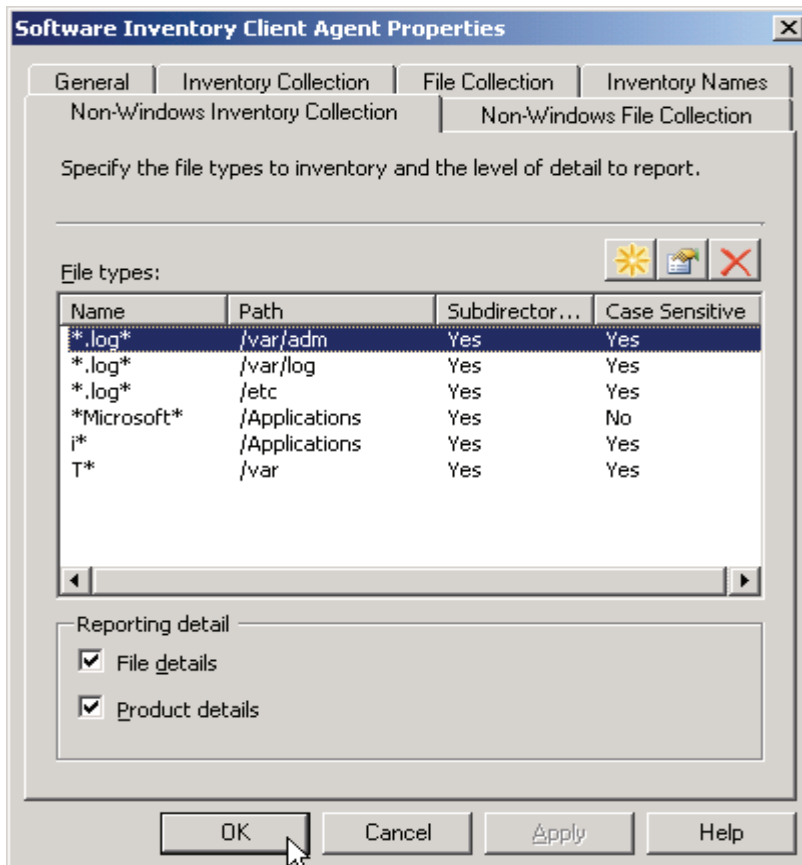 Software Inventory Client Agent Properties
General Inventory Collection File Collection Inventory Names
Non-Windows Inventory Collection Non-Windows File Collection
Specify the file types to inventory and the level of detail to report.
File types:
Name Path Subdirector... Case Sensitive
*.log* /var/adm Yes Yes
*.log* /var/log Yes Yes
*.log* /etc Yes Yes
*Microsoft* /Applications Yes No
i* /Applications Yes Yes
T* /var Yes Yes
Reporting detail
File details
Product details
OK Cancel Apply Help